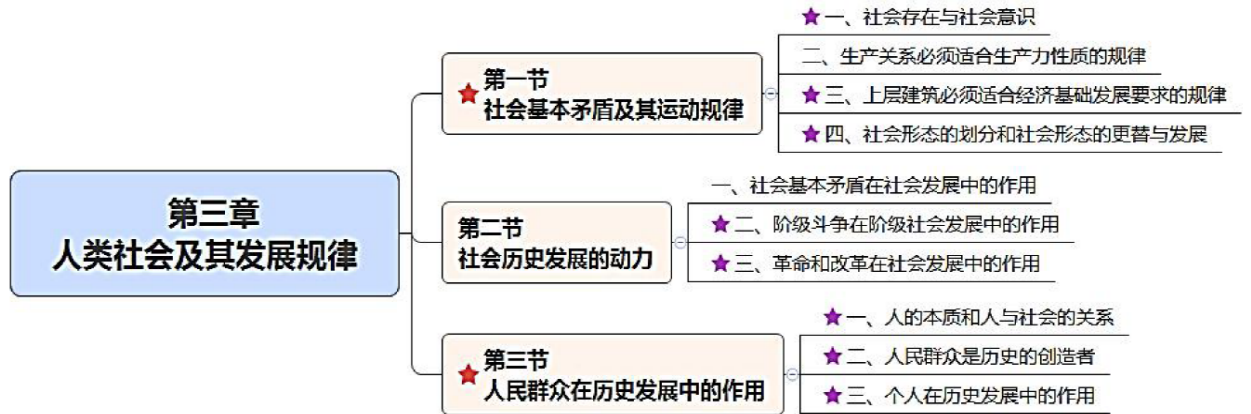 第三章
人类社会及其发展规律
第一节
社会基本矛盾及其运动规律
一、社会存在与社会意识
二、生产关系必须适合生产力性质的规律
三、上层建筑必须适合经济基础发展要求的规律
四、社会形态的划分和社会形态的更替与发展
第二节
社会历史发展的动力
一、社会基本矛盾在社会发展中的作用
二、阶级斗争在阶级社会发展中的作用
三、革命和改革在社会发展中的作用
第三节
人民群众在历史发展中的作用
一、人的本质和人与社会的关系
二、人民群众是历史的创造者
三、个人在历史发展中的作用